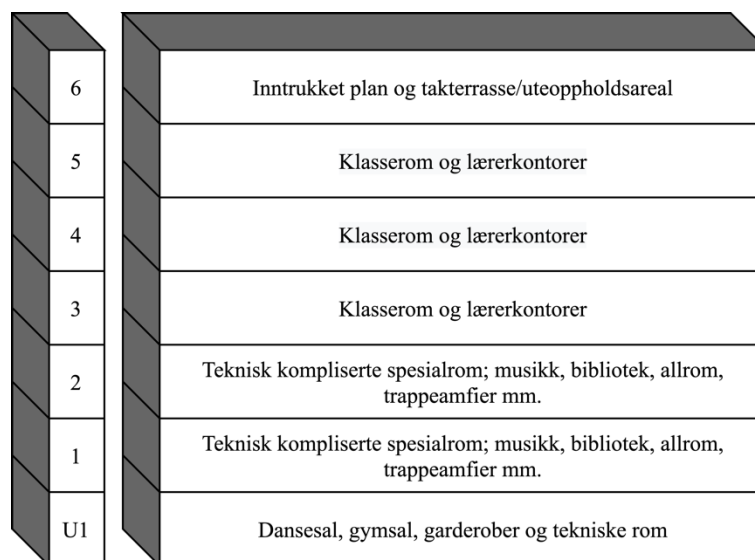 6
Inntrukket plan og takterrasse/uteoppholdsareal
5
Klasserom og lærerkontorer
4
Klasserom og lærerkontorer
3
Klasserom og lærerkontorer
2
Teknisk kompliserte spesialrom; musikk, bibliotek, allrom,
trappeamfier mm.
1
Teknisk kompliserte spesialrom; musikk, bibliotek, allrom,
trappeamfier mm.
U1
Dansesal, gymsal, garderober og tekniske rom